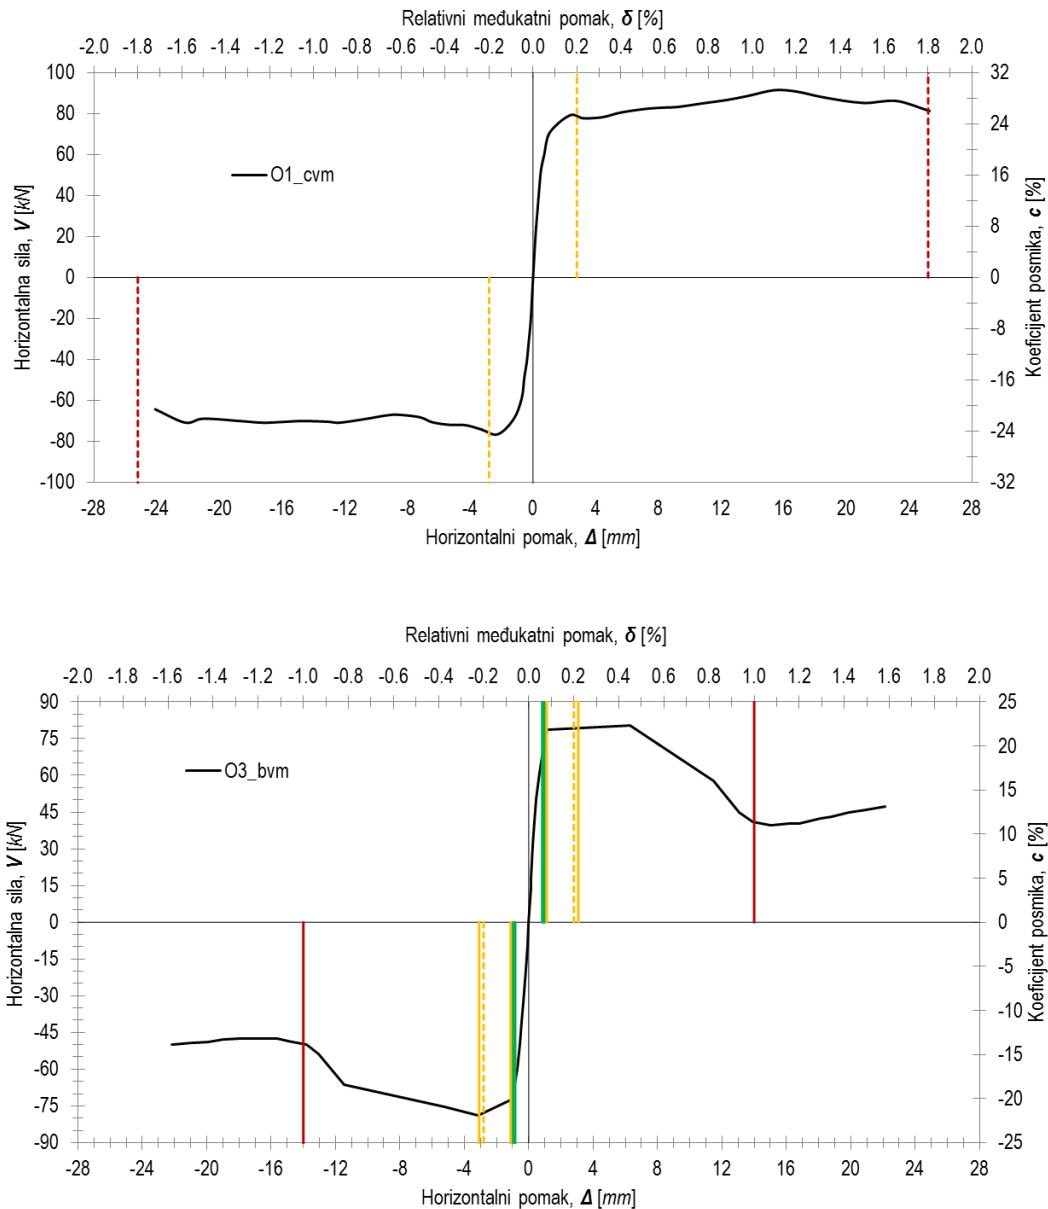 Relativni međukatni pomak, δ [%]
-2.0 -1.8 -1.6 -1.4 -1.2 -1.0 -0.8 -0.6 -0.4 -0.2 0.0 0.2 0.4 0.6 0.8 1.0 1.2 1.4 1.6 1.8 2.0
100 32
80 24
60
40 16
20 8
0 0
-20 -8
-40 -16
-60
-80 -24
-100 -32
O1_cvm
Horizontalna sila, V [kN]
Koeficijent posmika, c [%]
-28 -24 -20 -16 -12 -8 -4 0 4 8 12 16 20 24 28
Horizontalni pomak, Δ [mm]
Relativni međukatni pomak, δ [%]
-2.0 -1.8 -1.6 -1.4 -1.2 -1.0 -0.8 -0.6 -0.4 -0.2 0.0 0.2 0.4 0.6 0.8 1.0 1.2 1.4 1.6 1.8 2.0
90 25
75 20
60 15
45
30 10
15 5
0 0
-15 -5
-30 -10
-45
-60 -15
-75 -20
-90 -25
O3_bvm
Horizontalna sila, V [kN]
Koeficijent posmika, c [%]
-28 -24 -20 -16 -12 -8 -4 0 4 8 12 16 20 24 28
Horizontalni pomak, Δ [mm]